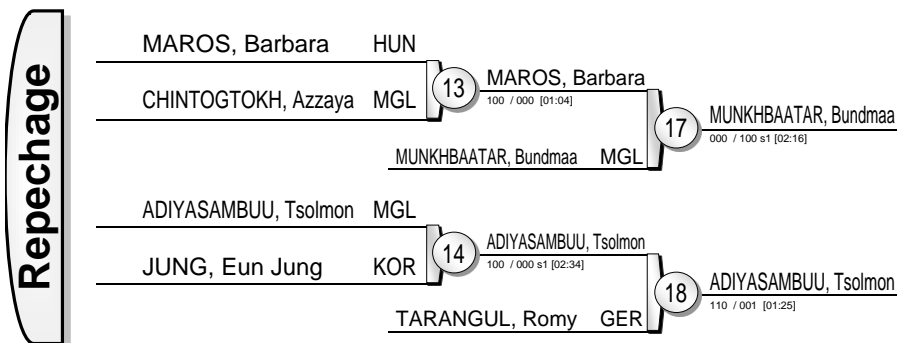 Repechage
MAROS, Barbara HUN
CHINTOGTOKH, Azzaya MGL
13
MAROS, Barbara
100 / 000 [01:04]
MUNKHBAATAR, Bundmaa MGL
17
MUNKHBAATAR, Bundmaa
000 / 100 s1 [02:16]
ADIYASAMBUU, Tsolmon MGL
JUNG, Eun Jung KOR
14
ADIYASAMBUU, Tsolmon
100 / 000 s1 [02:34]
TARANGUL, Romy GER
18
ADIYASAMBUU, Tsolmon
110 / 001 [01:25]